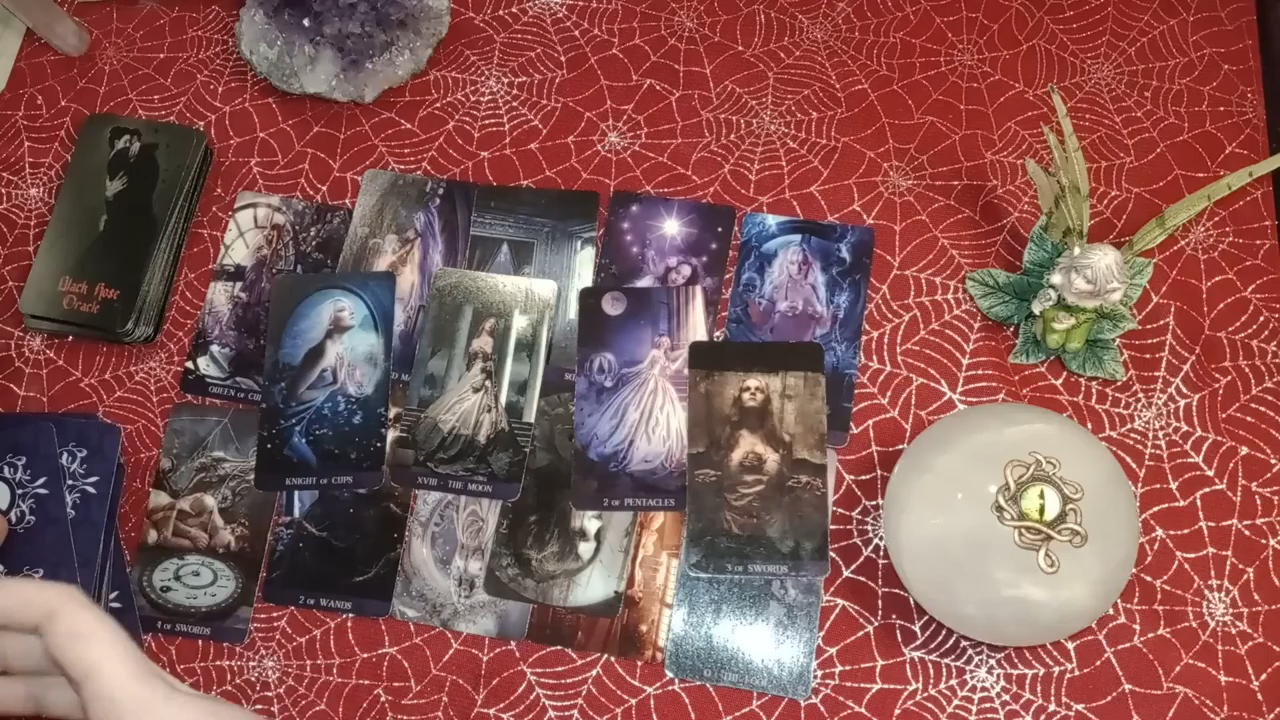 Black Rose
Oracle
QUEEN OF CU
KNIGHT OF CUPS
XVIII · THE MOON
2 OF PENTACLES
3 OF SWORDS
4 OF SWORDS
2 OF WANDS